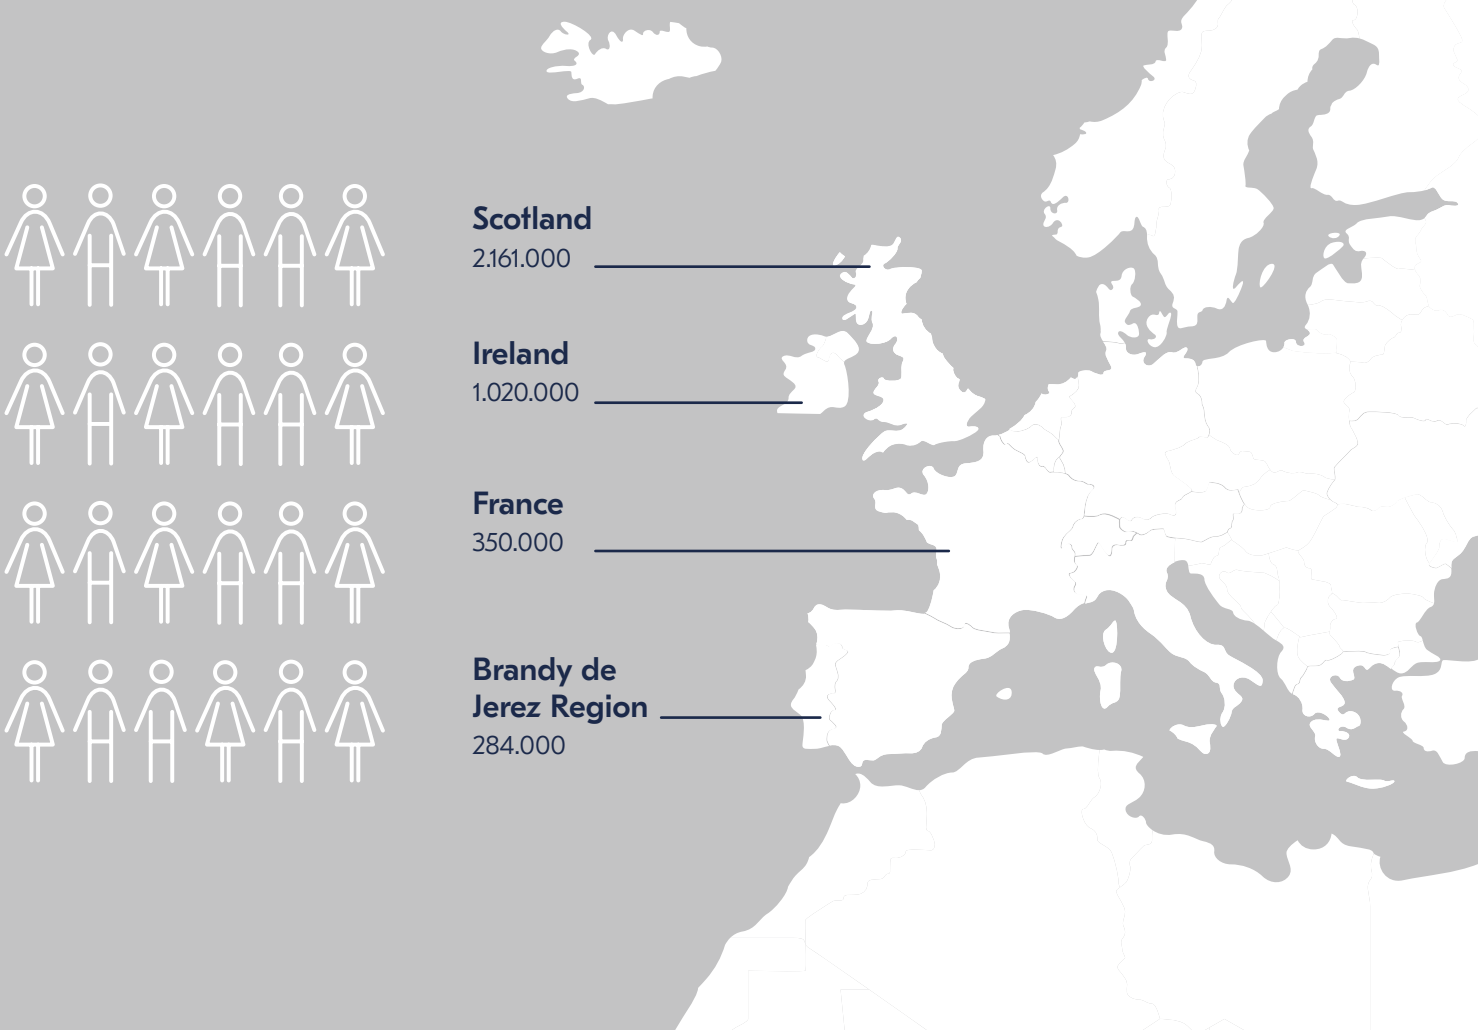 Scotland
2.161.000
Ireland
1.020.000
France
350.000
Brandy de
Jerez Region
284.000